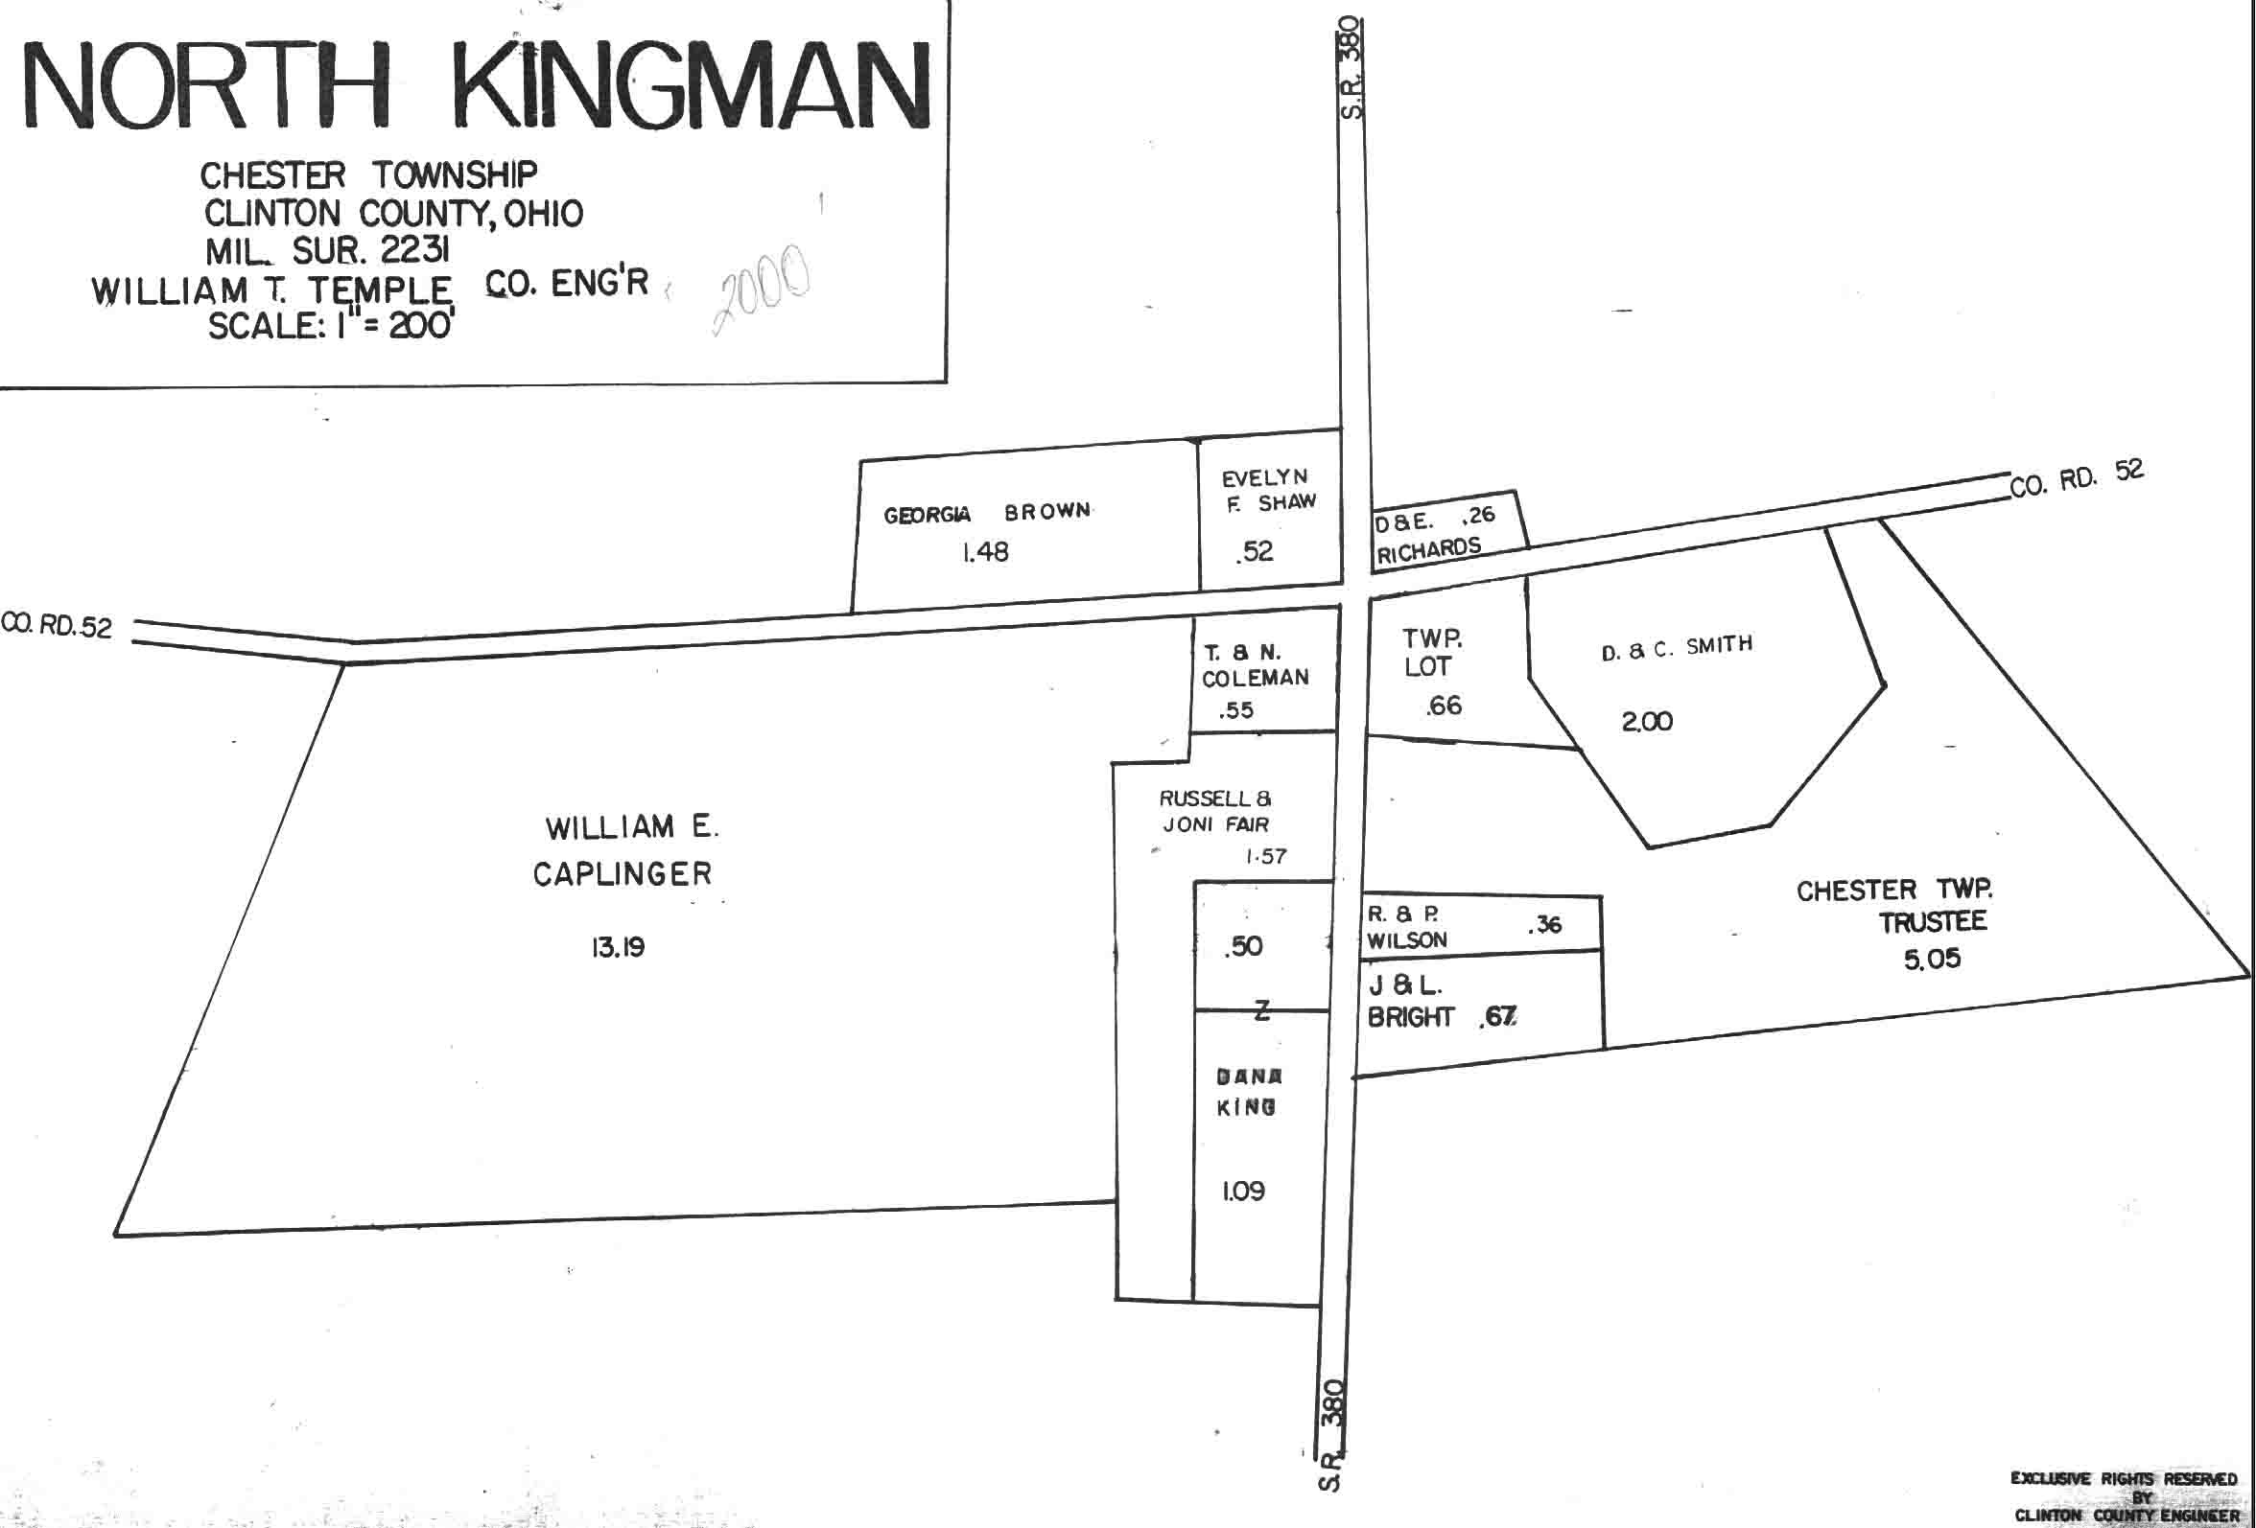 NORTH KINGMAN
CHESTER TOWNSHIP
CLINTON COUNTY, OHIO
MIL. SUR. 2231
WILLIAM T. TEMPLE CO. ENG'R
SCALE: 1"= 200'
2000
S.R. 380
EVELYN
F. SHAW
.52
GEORGIA BROWN
1.48
D & E. .26
RICHARDS
CO. RD. 52
CO. RD. 52
T. & N.
COLEMAN
.55
TWP.
LOT
.66
D. & C. SMITH
2.00
WILLIAM E.
CAPLINGER
13.19
RUSSELL &
JONI FAIR
1.57
.50
Z
DANA
KING
1.09
R. & P.
WILSON .36
J & L.
BRIGHT .67
CHESTER TWP.
TRUSTEE
5.05
S.R. 380
EXCLUSIVE RIGHTS RESERVED
BY
CLINTON COUNTY ENGINEER